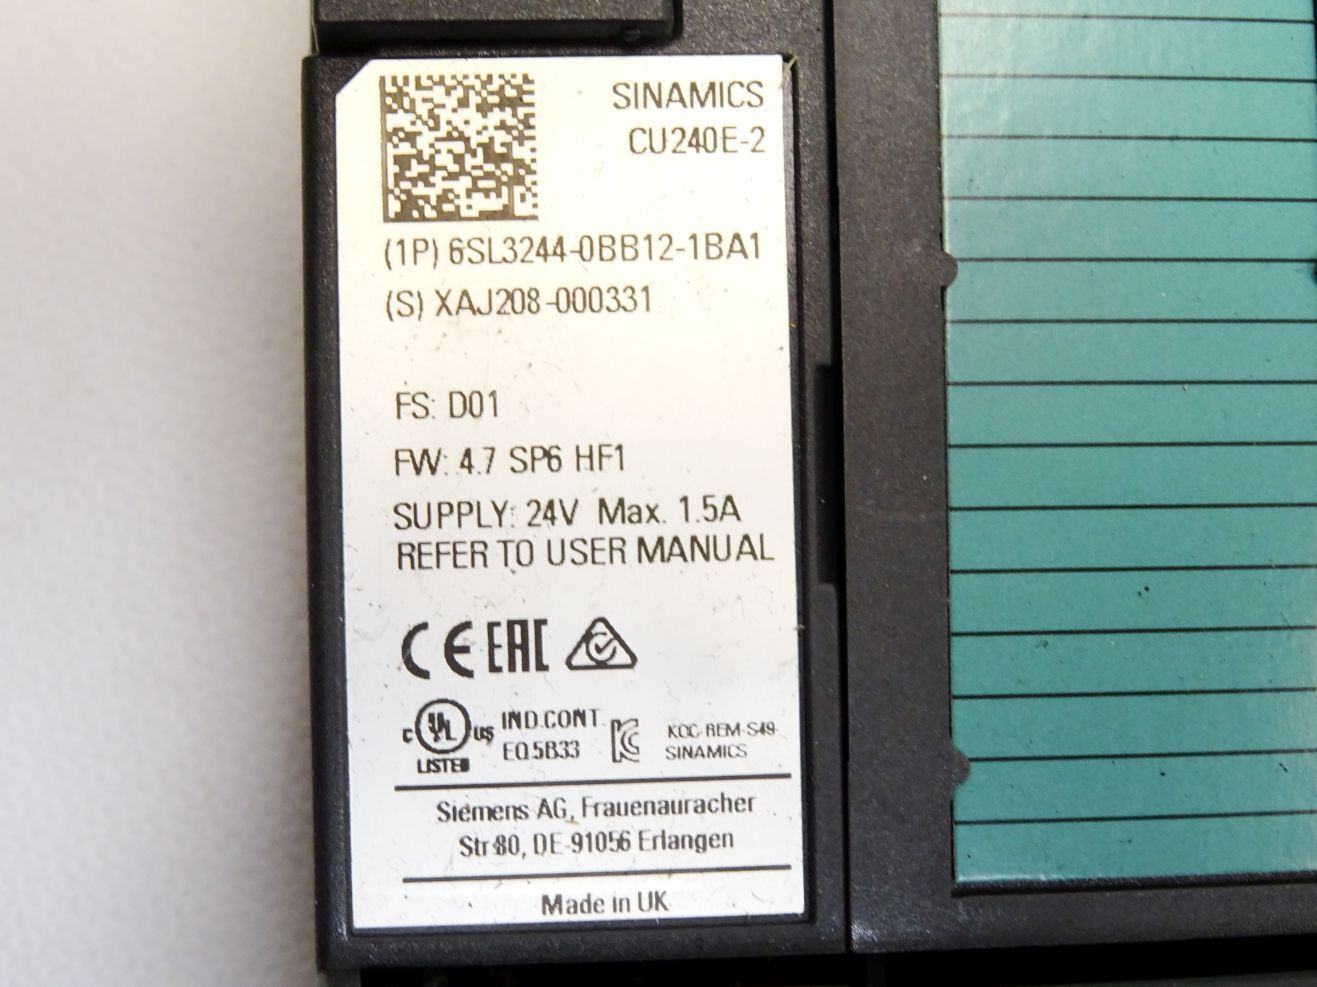 SINAMICS
CU240E-2
(1P) 6SL3244-0BB12-1BA1
(S) XAJ208-000331
FS: D01
FW: 4.7 SP6 HF1
SUPPLY: 24V Max. 1.5A
REFER TO USER MANUAL
CE EAC
c UL us IND.CONT.
LISTED EQ.5B33
KCC-REM-S49-
SINAMICS
Siemens AG, Frauenauracher
Str.80, DE-91056 Erlangen
Made in UK